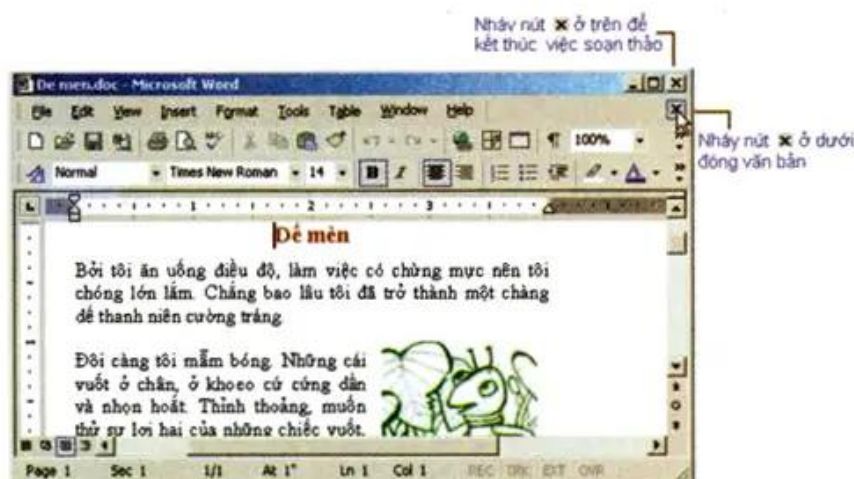 Nháy nút × ở trên để
kết thúc việc soạn thảo
De men.doc - Microsoft Word
File Edit View Insert Format Tools Table Window Help
100%
Nháy nút × ở dưới
đóng văn bản
Normal Times New Roman 14 B I
1 2 3
Dế mèn
Bởi tôi ăn uống điều độ, làm việc có chừng mực nên tôi
chóng lớn lắm. Chẳng bao lâu tôi đã trở thành một chàng
dế thanh niên cường tráng
Đôi càng tôi mẫm bóng. Những cái
vuốt ở chân, ở khoeo cứ cứng dần
và nhọn hoắt. Thỉnh thoảng, muốn
thử sự lợi hại của những chiếc vuốt.
Page 1 Sec 1 1/1 At 1" Ln 1 Col 1 REC TRK EXT OVR